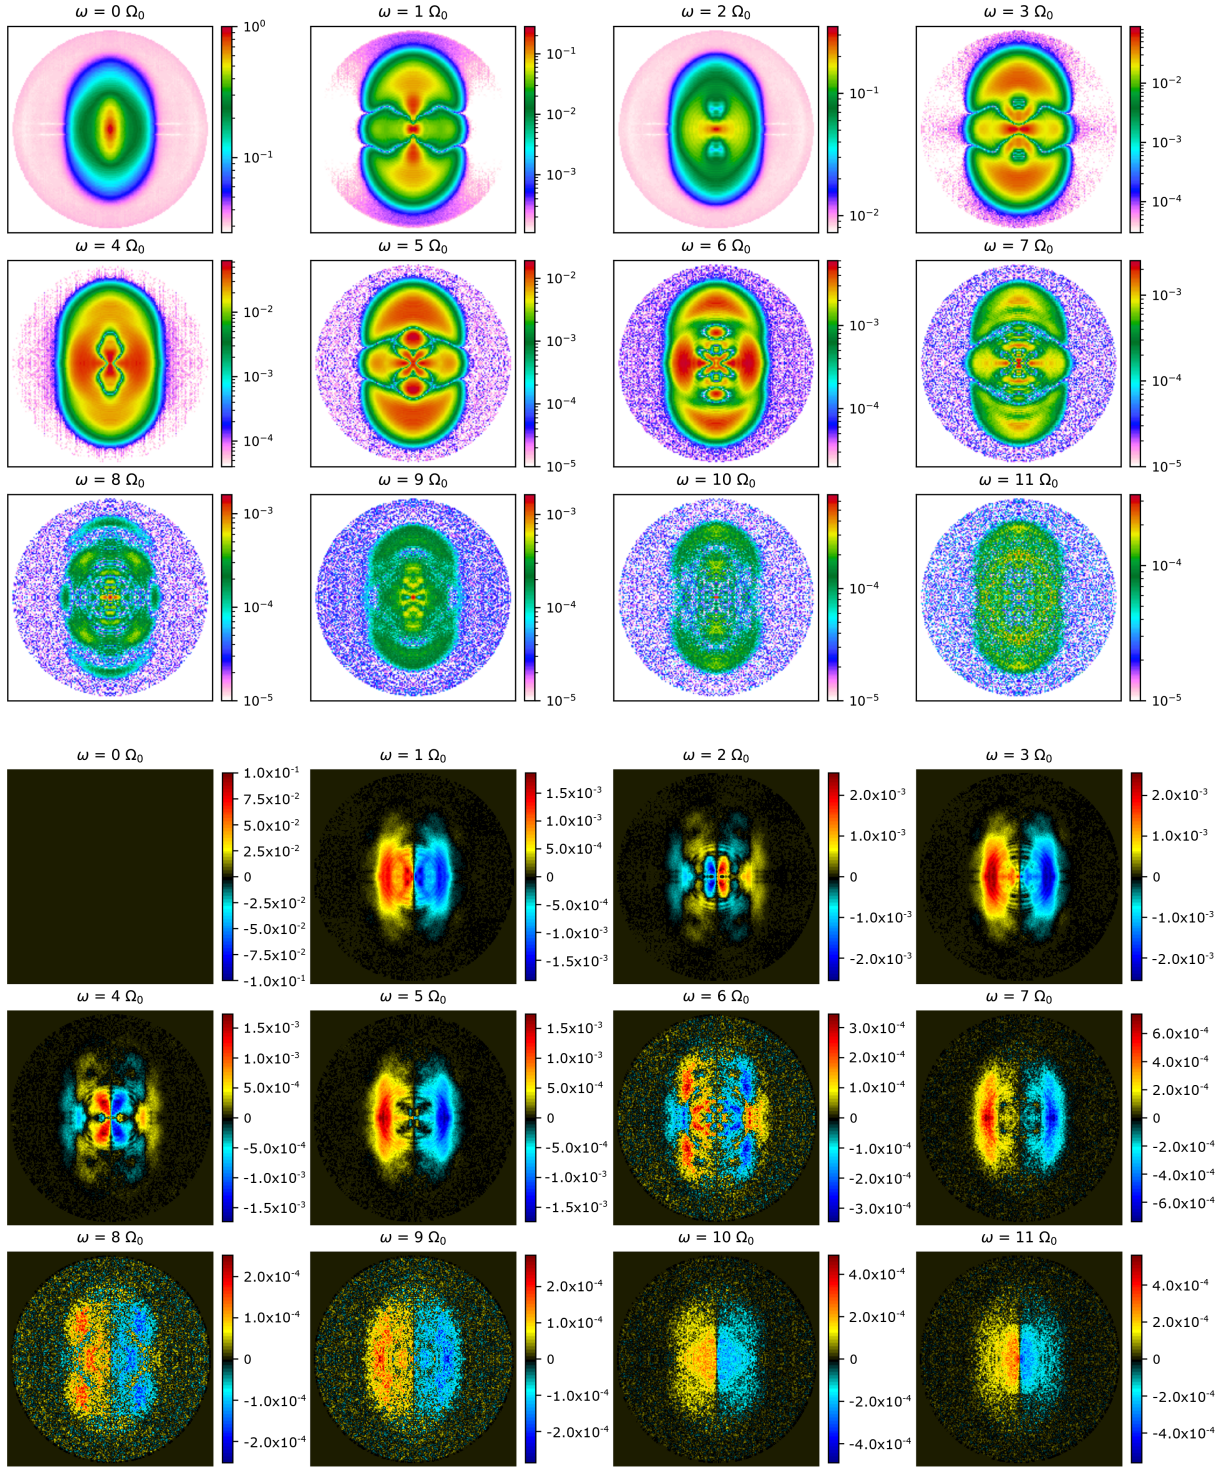 ω = 0 Ω₀ ω = 1 Ω₀ ω = 2 Ω₀ ω = 3 Ω₀
10⁰ 10⁻¹
10⁻¹ 10⁻² 10⁻³
10⁻¹ 10⁻²
10⁻² 10⁻³ 10⁻⁴
ω = 4 Ω₀ ω = 5 Ω₀ ω = 6 Ω₀ ω = 7 Ω₀
10⁻² 10⁻³ 10⁻⁴
10⁻² 10⁻³ 10⁻⁴ 10⁻⁵
10⁻³ 10⁻⁴
10⁻³ 10⁻⁴ 10⁻⁵
ω = 8 Ω₀ ω = 9 Ω₀ ω = 10 Ω₀ ω = 11 Ω₀
10⁻³ 10⁻⁴ 10⁻⁵
10⁻³ 10⁻⁴ 10⁻⁵
10⁻⁴ 10⁻⁵
10⁻⁴ 10⁻⁵
ω = 0 Ω₀ ω = 1 Ω₀ ω = 2 Ω₀ ω = 3 Ω₀
1.0x10⁻¹ 7.5x10⁻² 5.0x10⁻² 2.5x10⁻² 0 -2.5x10⁻² -5.0x10⁻² -7.5x10⁻² -1.0x10⁻¹
1.5x10⁻³ 1.0x10⁻³ 5.0x10⁻⁴ 0 -5.0x10⁻⁴ -1.0x10⁻³ -1.5x10⁻³
2.0x10⁻³ 1.0x10⁻³ 0 -1.0x10⁻³ -2.0x10⁻³
2.0x10⁻³ 1.0x10⁻³ 0 -1.0x10⁻³ -2.0x10⁻³
ω = 4 Ω₀ ω = 5 Ω₀ ω = 6 Ω₀ ω = 7 Ω₀
1.5x10⁻³ 1.0x10⁻³ 5.0x10⁻⁴ 0 -5.0x10⁻⁴ -1.0x10⁻³ -1.5x10⁻³
1.5x10⁻³ 1.0x10⁻³ 5.0x10⁻⁴ 0 -5.0x10⁻⁴ -1.0x10⁻³ -1.5x10⁻³
3.0x10⁻⁴ 2.0x10⁻⁴ 1.0x10⁻⁴ 0 -1.0x10⁻⁴ -2.0x10⁻⁴ -3.0x10⁻⁴
6.0x10⁻⁴ 4.0x10⁻⁴ 2.0x10⁻⁴ 0 -2.0x10⁻⁴ -4.0x10⁻⁴ -6.0x10⁻⁴
ω = 8 Ω₀ ω = 9 Ω₀ ω = 10 Ω₀ ω = 11 Ω₀
2.0x10⁻⁴ 1.0x10⁻⁴ 0 -1.0x10⁻⁴ -2.0x10⁻⁴
2.0x10⁻⁴ 1.0x10⁻⁴ 0 -1.0x10⁻⁴ -2.0x10⁻⁴
4.0x10⁻⁴ 2.0x10⁻⁴ 0 -2.0x10⁻⁴ -4.0x10⁻⁴
4.0x10⁻⁴ 2.0x10⁻⁴ 0 -2.0x10⁻⁴ -4.0x10⁻⁴